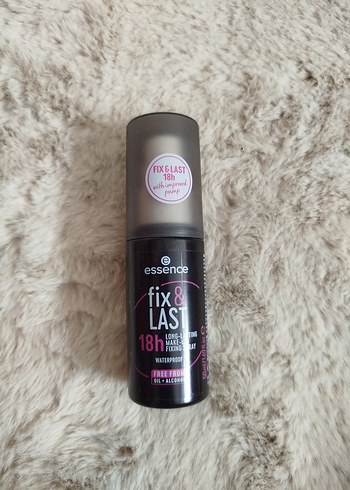 FIX & LAST
18h
with improved
pump
essence
fix &
LAST
18h
LONG-LASTING
MAKE-UP
FIXING SPRAY
WATERPROOF
FREE FROM
OIL + ALCOHOL